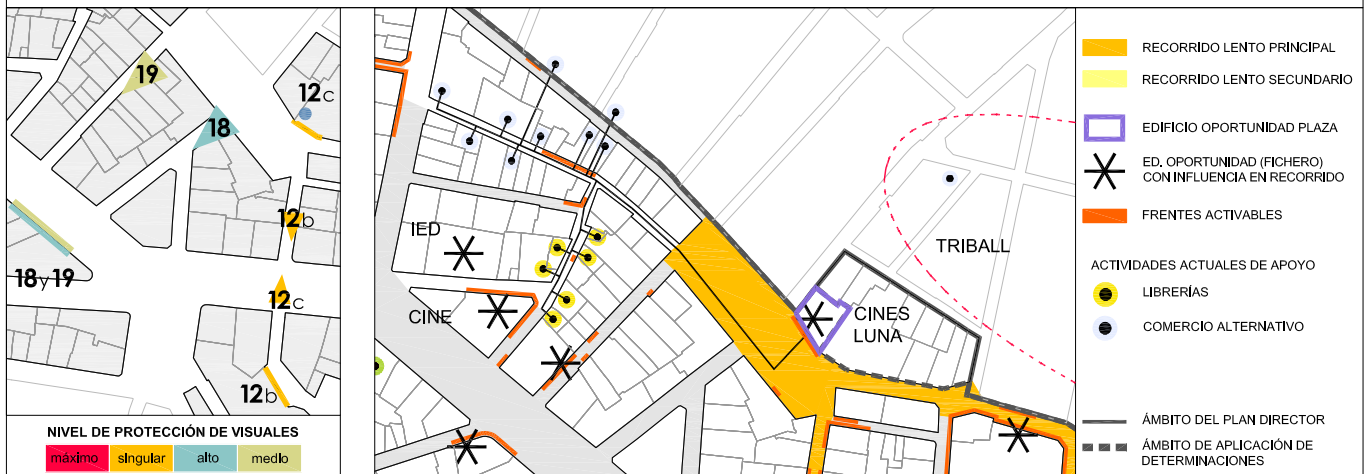 19
12c
18
12b
18y19
12c
12b
NIVEL DE PROTECCIÓN DE VISUALES
máximo
singular
alto
medio
IED
CINE
TRIBALL
CINES
LUNA
RECORRIDO LENTO PRINCIPAL
RECORRIDO LENTO SECUNDARIO
EDIFICIO OPORTUNIDAD PLAZA
ED. OPORTUNIDAD (FICHERO)
CON INFLUENCIA EN RECORRIDO
FRENTES ACTIVABLES
ACTIVIDADES ACTUALES DE APOYO
LIBRERÍAS
COMERCIO ALTERNATIVO
ÁMBITO DEL PLAN DIRECTOR
ÁMBITO DE APLICACIÓN DE
DETERMINACIONES